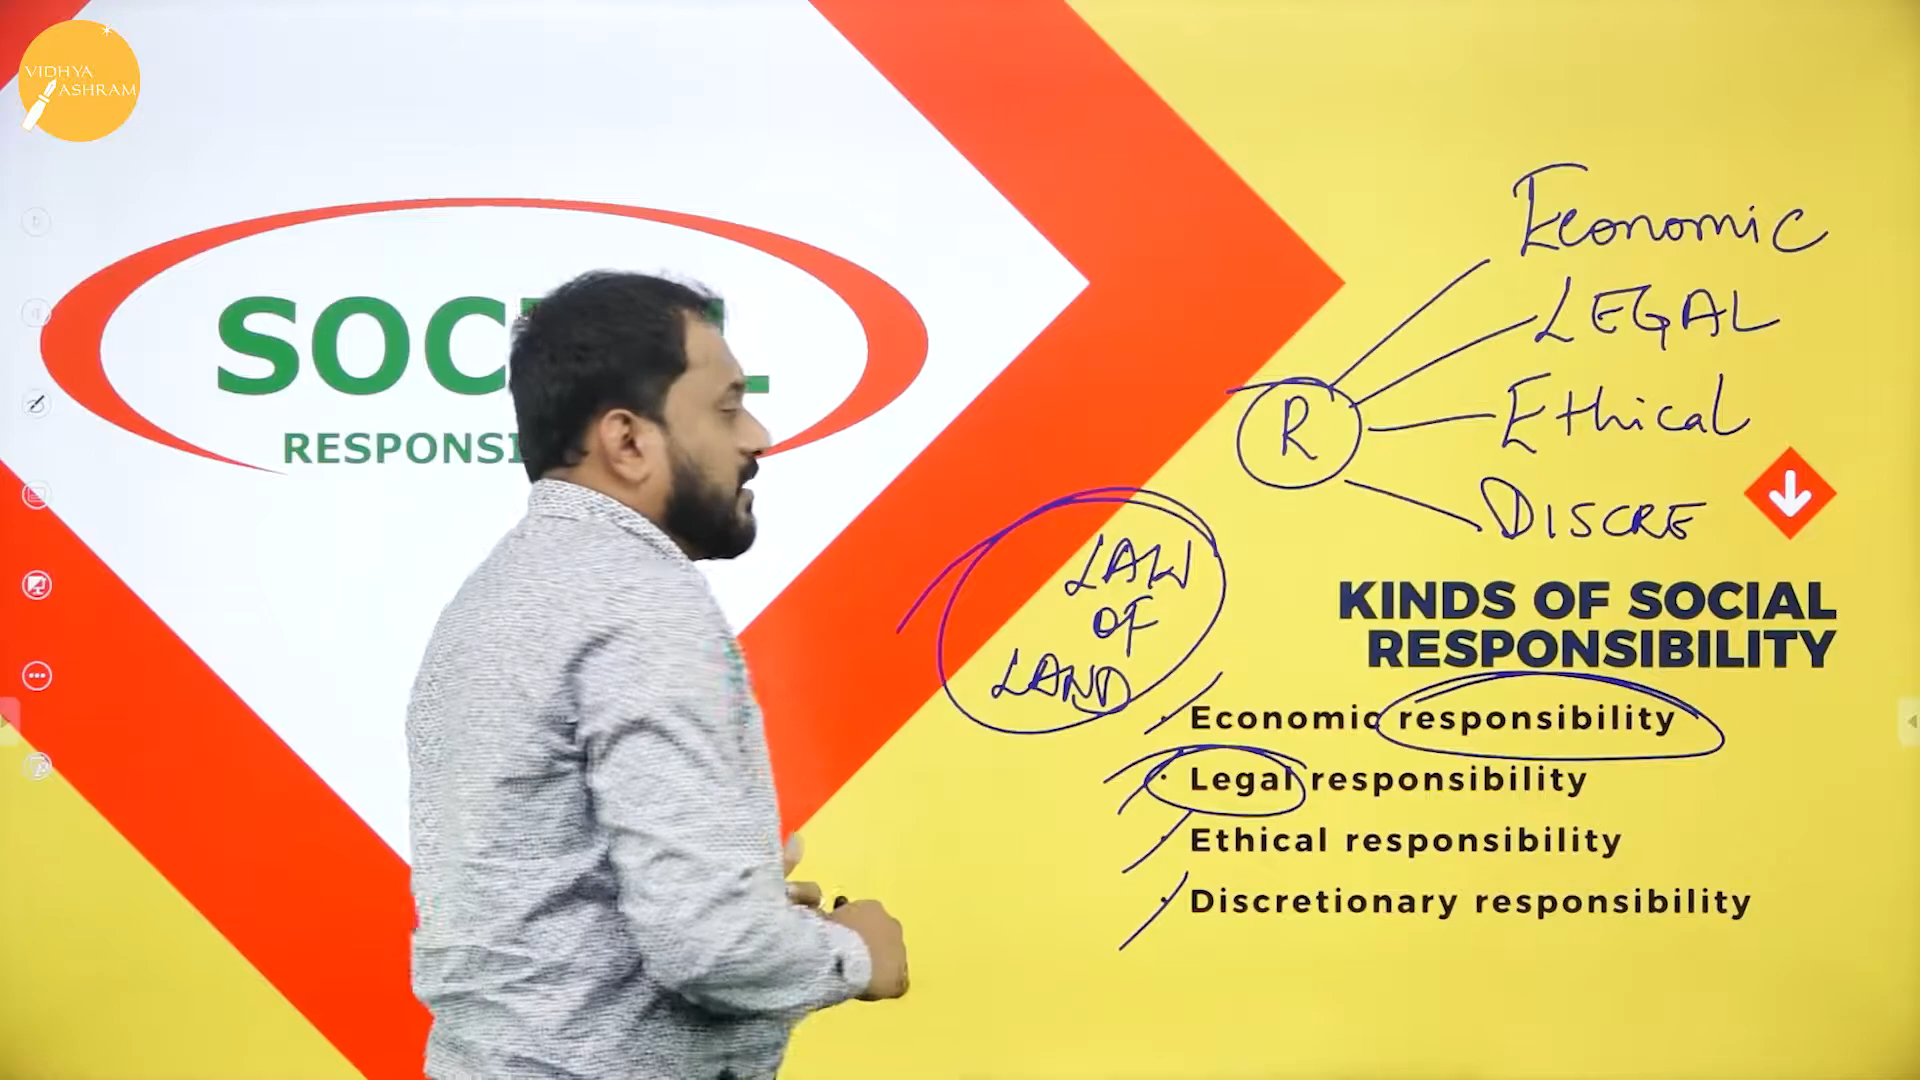 VIDHYA
ASHRAM
SOC
RESPONSI
Economic
LEGAL
Ethical
DISCRE
R
LAW
OF
LAND
KINDS OF SOCIAL
RESPONSIBILITY
· Economic responsibility
· Legal responsibility
· Ethical responsibility
· Discretionary responsibility